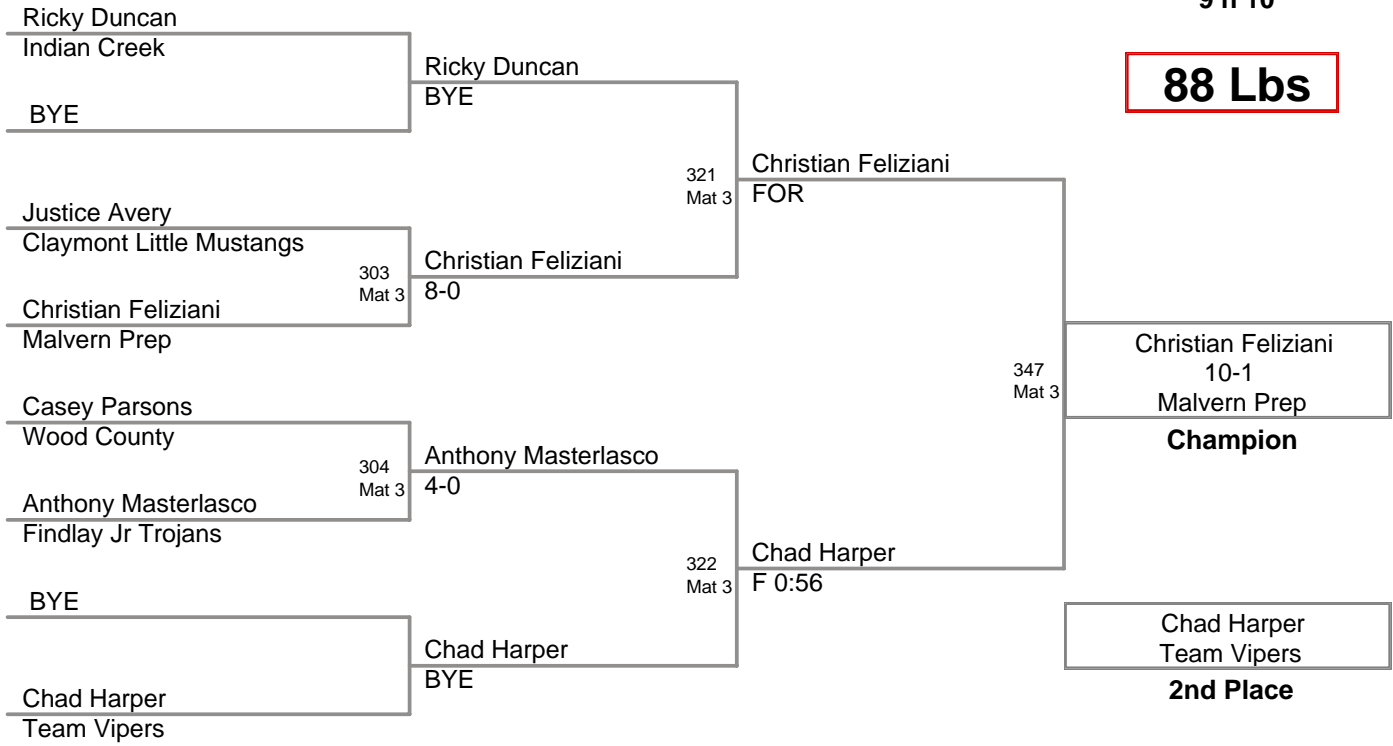 9 n 10
88 Lbs
Ricky Duncan
Indian Creek
BYE
Justice Avery
Claymont Little Mustangs
303
Mat 3
Christian Feliziani
Malvern Prep
Casey Parsons
Wood County
304
Mat 3
Anthony Masterlasco
Findlay Jr Trojans
BYE
Chad Harper
Team Vipers
Ricky Duncan
BYE
321
Mat 3
Christian Feliziani
8-0
Anthony Masterlasco
4-0
322
Mat 3
Chad Harper
BYE
Christian Feliziani
FOR
347
Mat 3
Chad Harper
F 0:56
Christian Feliziani
10-1
Malvern Prep
Champion
Chad Harper
Team Vipers
2nd Place